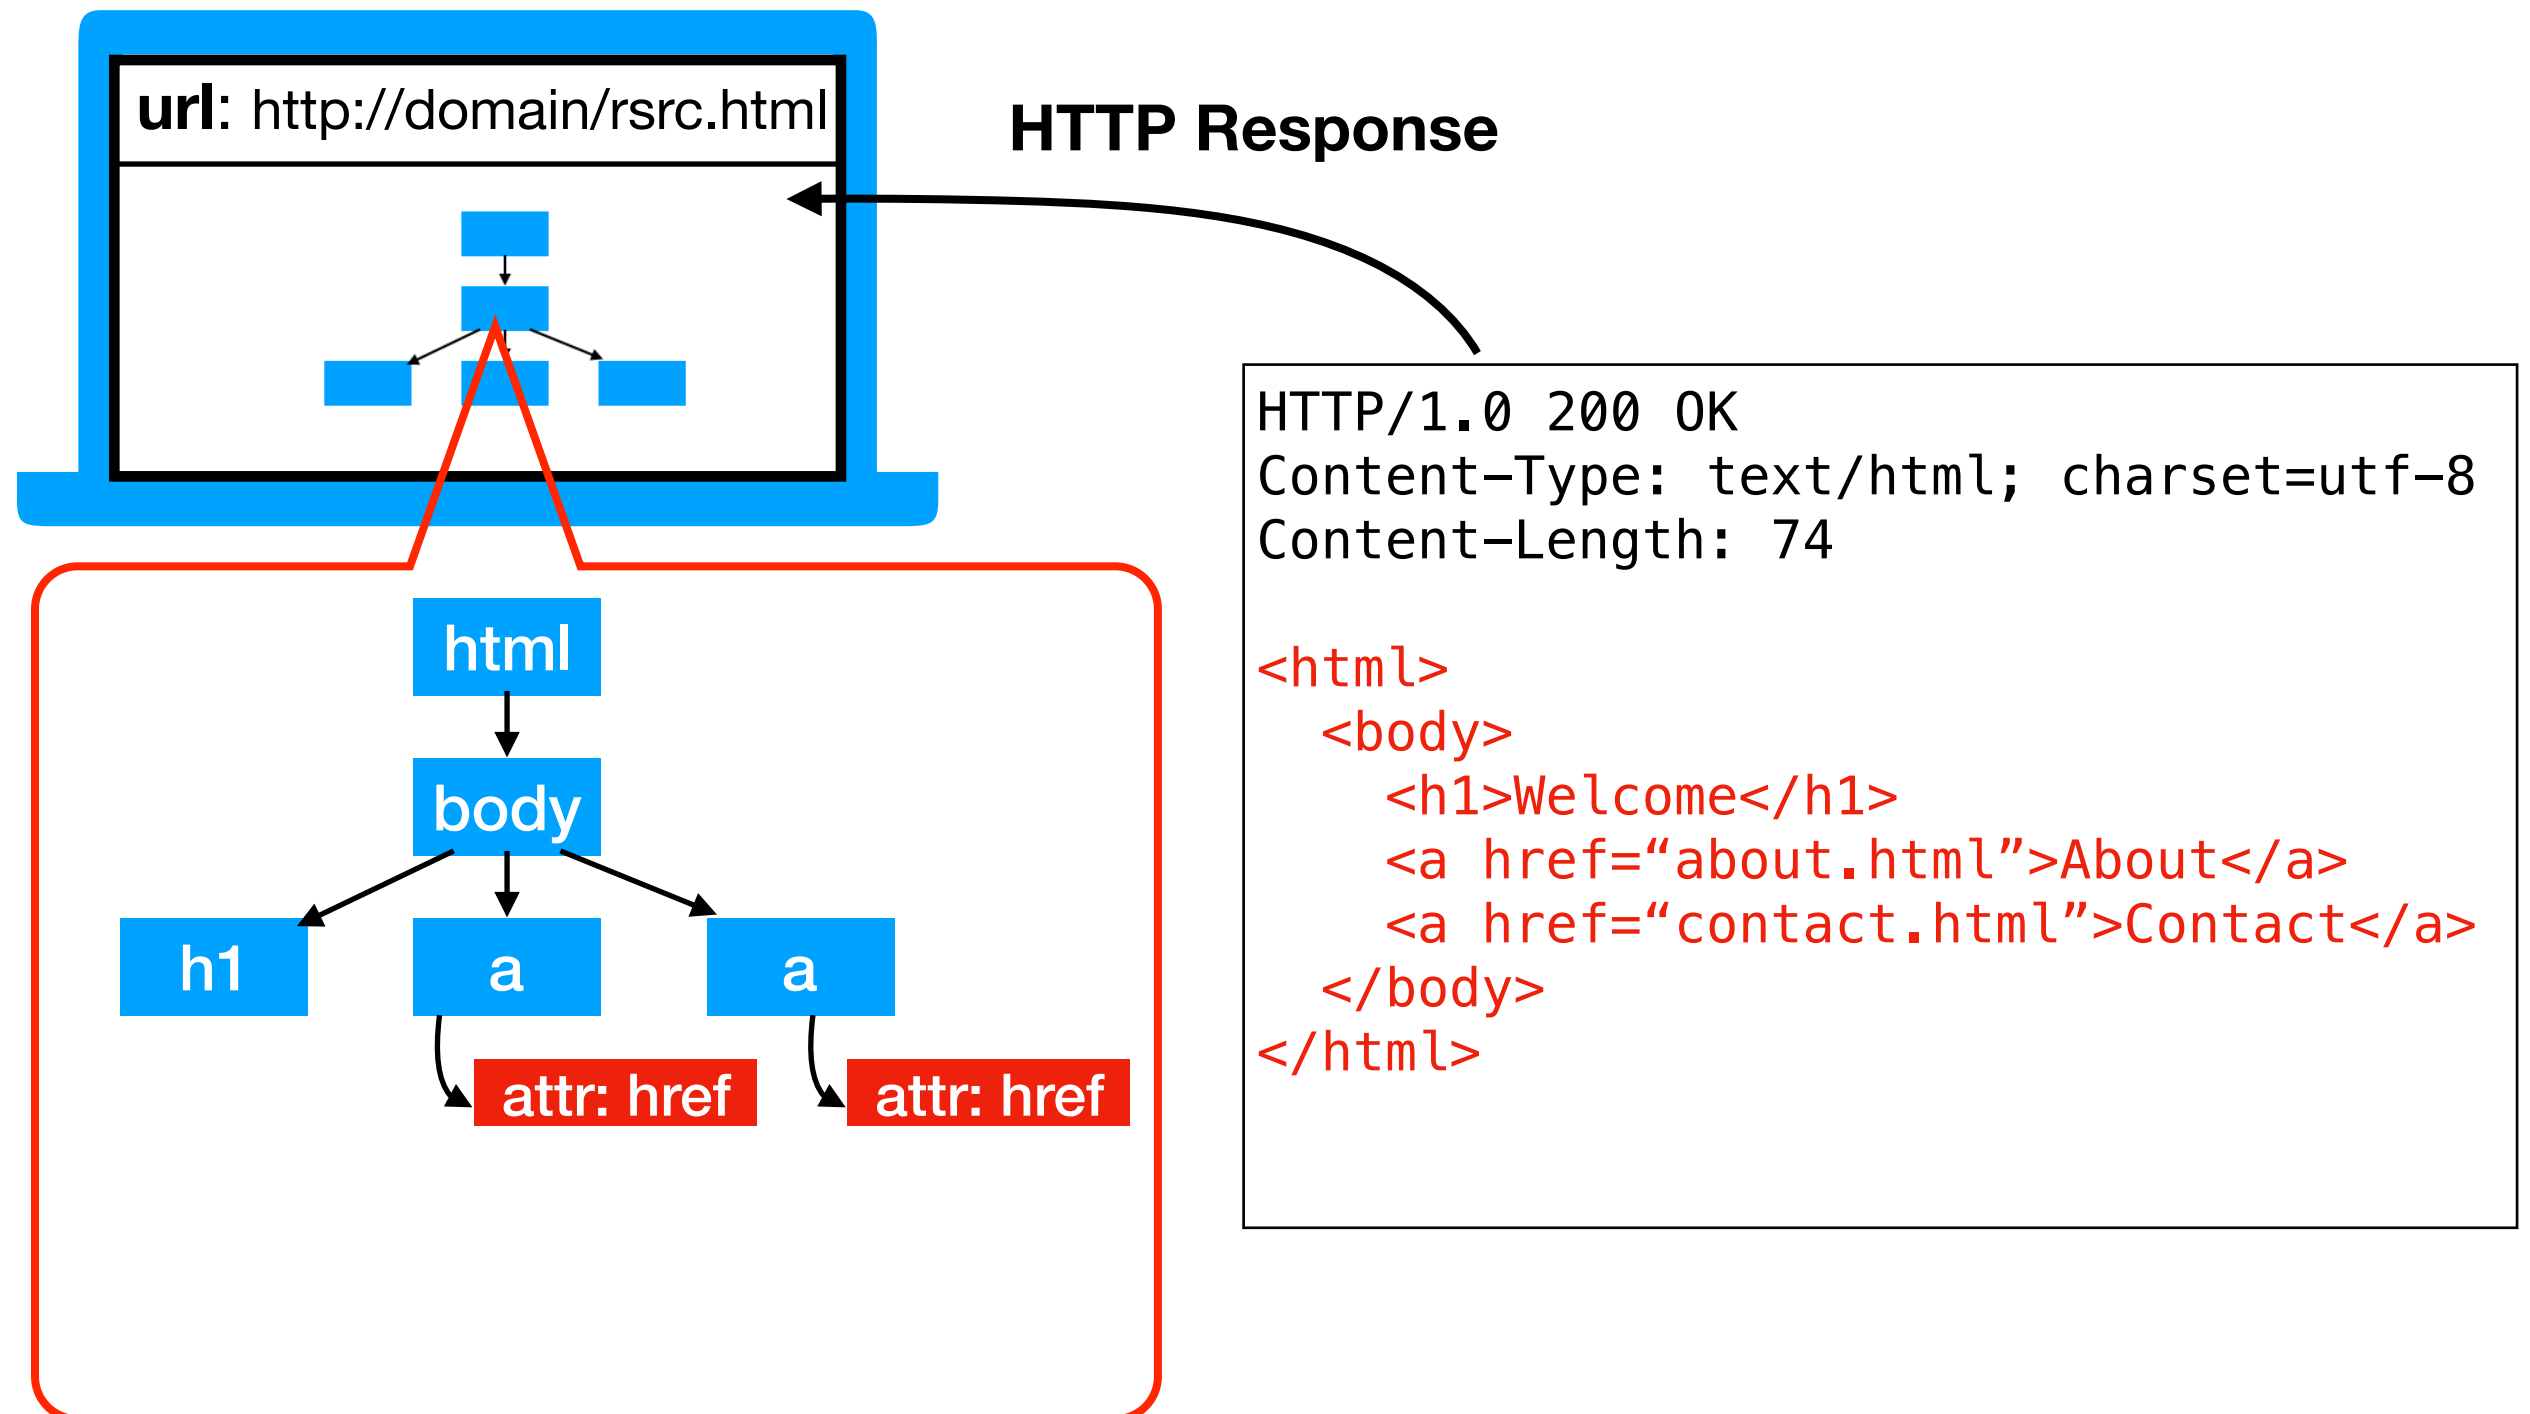 url: http://domain/rsrc.html
HTTP Response
HTTP/1.0 200 OK
Content-Type: text/html; charset=utf-8
Content-Length: 74
<html>
<body>
<h1>Welcome</h1>
<a href=“about.html”>About</a>
<a href=“contact.html”>Contact</a>
</body>
</html>
html
body
h1
a
a
attr: href
attr: href